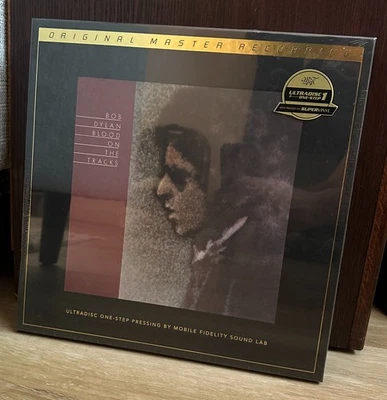 ORIGINAL MASTER RECORDING
ULTRADISC
ONE-STEP
SUPERVINYL
BOB
DYLAN
BLOOD
ON
THE
TRACKS
ULTRADISC ONE-STEP PRESSING BY MOBILE FIDELITY SOUND LAB